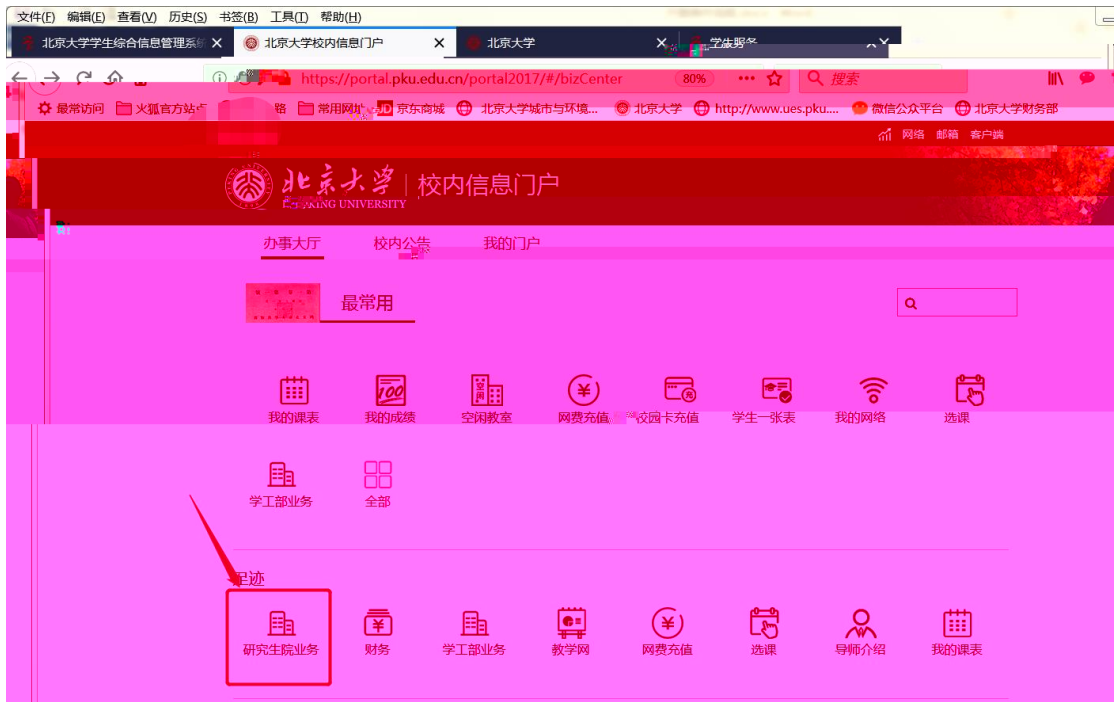 文件(F) 编辑(E) 查看(V) 历史(S) 书签(B) 工具(T) 帮助(H)
北京大学学生综合信息管理系统 北京大学校内信息门户 北京大学 学生服务
https://portal.pku.edu.cn/portal2017/#/bizCenter 80% 搜索
最常访问 火狐官方站点 常用网址 京东商城 北京大学城市与环境... 北京大学 http://www.ues.pku.... 微信公众平台 北京大学财务部
网络 邮箱 客户端
北京大学 校内信息门户
PEKING UNIVERSITY
办事大厅 校内公告 我的门户
最常用
我的课表 我的成绩 空闲教室 网费充值 校园卡充值 学生一张表 我的网络 选课
学工部业务 全部
足迹
研究生院业务 财务 学工部业务 教学网 网费充值 选课 导师介绍 我的课表